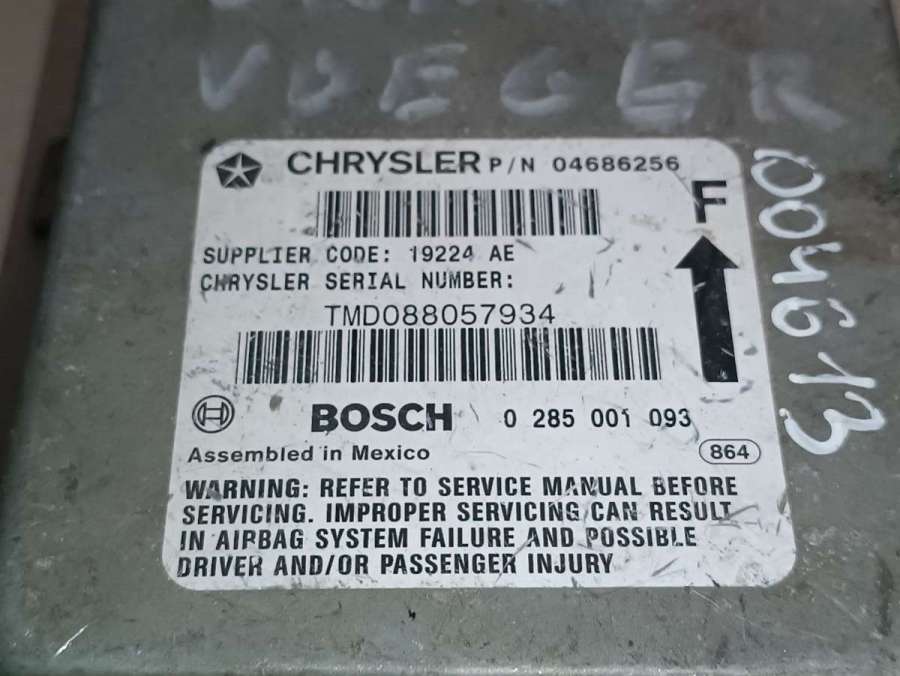 VUEGER
CHRYSLER P/N 04686256
F
SUPPLIER CODE: 19224 AE
CHRYSLER SERIAL NUMBER:
TMD088057934
BOSCH 0 285 001 093
Assembled in Mexico 864
WARNING: REFER TO SERVICE MANUAL BEFORE
SERVICING. IMPROPER SERVICING CAN RESULT
IN AIRBAG SYSTEM FAILURE AND POSSIBLE
DRIVER AND/OR PASSENGER INJURY
004613